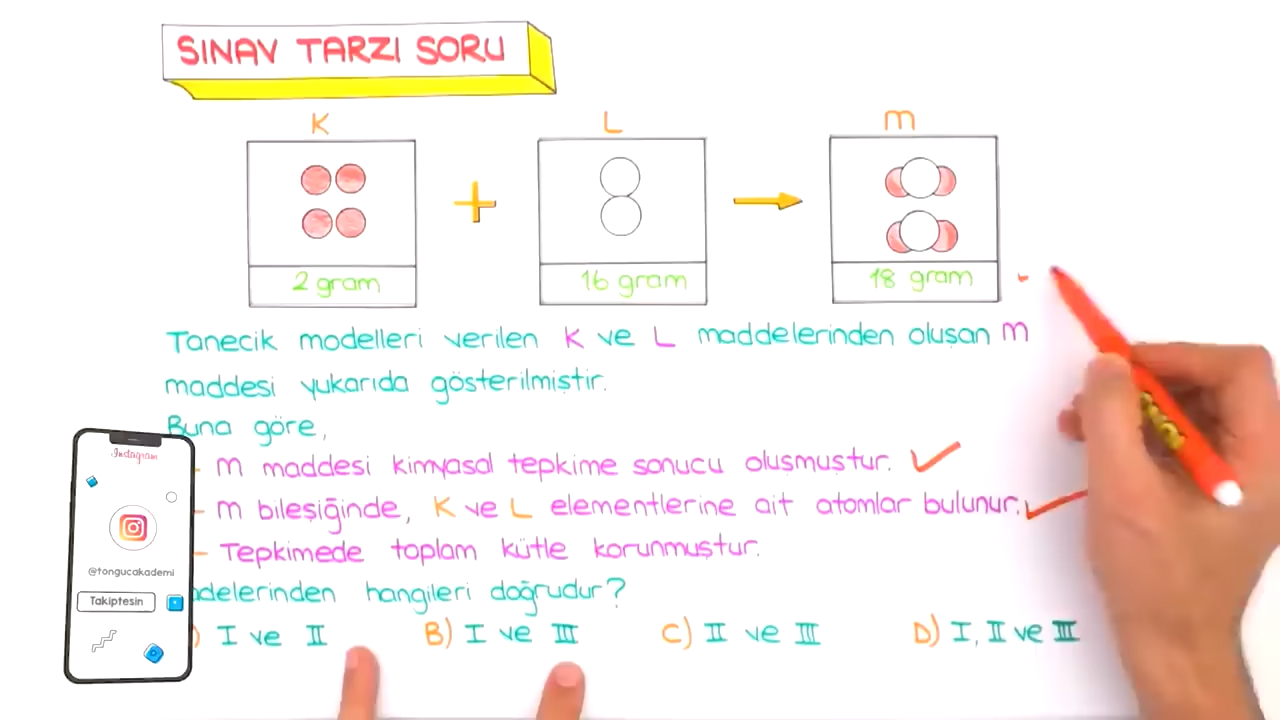 SINAV TARZI SORU
K L m
+
2 gram 16 gram 18 gram
Tanecik modelleri verilen K ve L maddelerinden oluşan m
maddesi yukarıda gösterilmiştir.
Buna göre,
Instagram
- m maddesi kimyasal tepkime sonucu oluşmuştur.
- m bileşiğinde, K ve L elementlerine ait atomlar bulunur.
- Tepkimede toplam kütle korunmuştur.
@tongucakademi
hangileri doğrudur?
Takiptesin
) I ve II B) I ve III C) II ve III D) I, II ve III